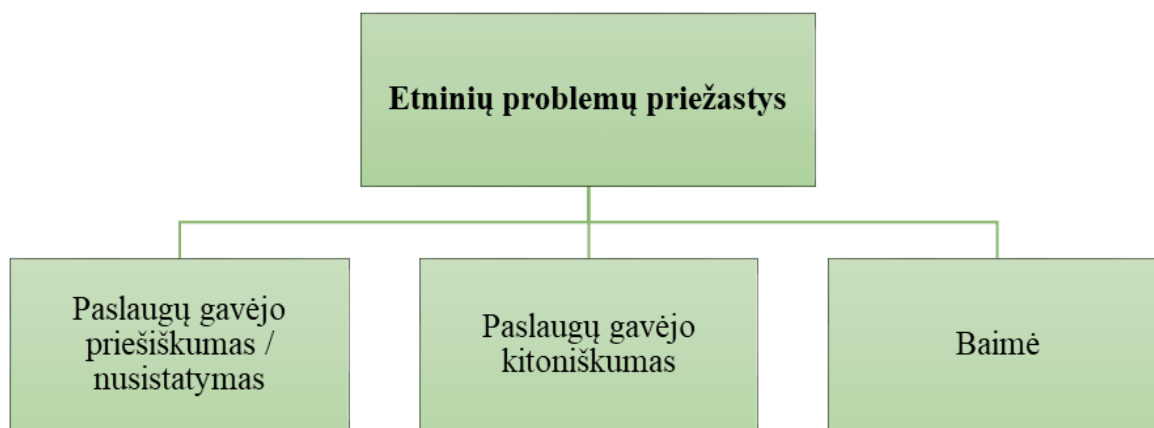 Etninių problemų priežastys
Paslaugų gavėjo
priešiškumas /
nusistatymas
Paslaugų gavėjo
kitoniškumas
Baimė